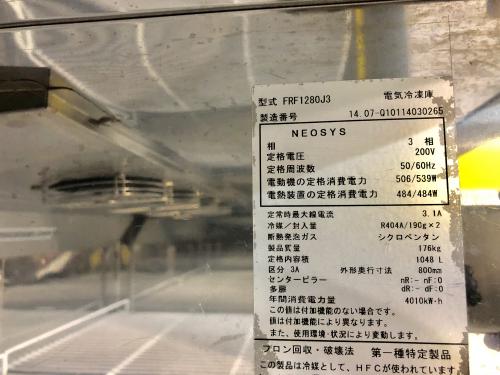 型式 FRF1280J3 電気冷凍庫
製造番号 14.07-Q10114030265
NEOSYS
相 3 相
定格電圧 200V
定格周波数 50/60Hz
電動機の定格消費電力 506/539W
電熱装置の定格消費電力 484/484W
定常時最大線電流 3.1A
冷媒/封入量 R404A/190g×2
断熱発泡ガス シクロペンタン
製品質量 176kg
定格内容積 1048 L
区分 3A 外形奥行寸法 800mm
センターピラー nR:- nF:0
多層 dR:- dF:0
年間消費電力量 4010kW·h
この値は付加機能のない場合です。
値は付加機能により異なります。
また、使用環境·状況により変動します。
フロン回収・破壊法 第一種特定製品
この製品は冷媒として、HFCが使われています